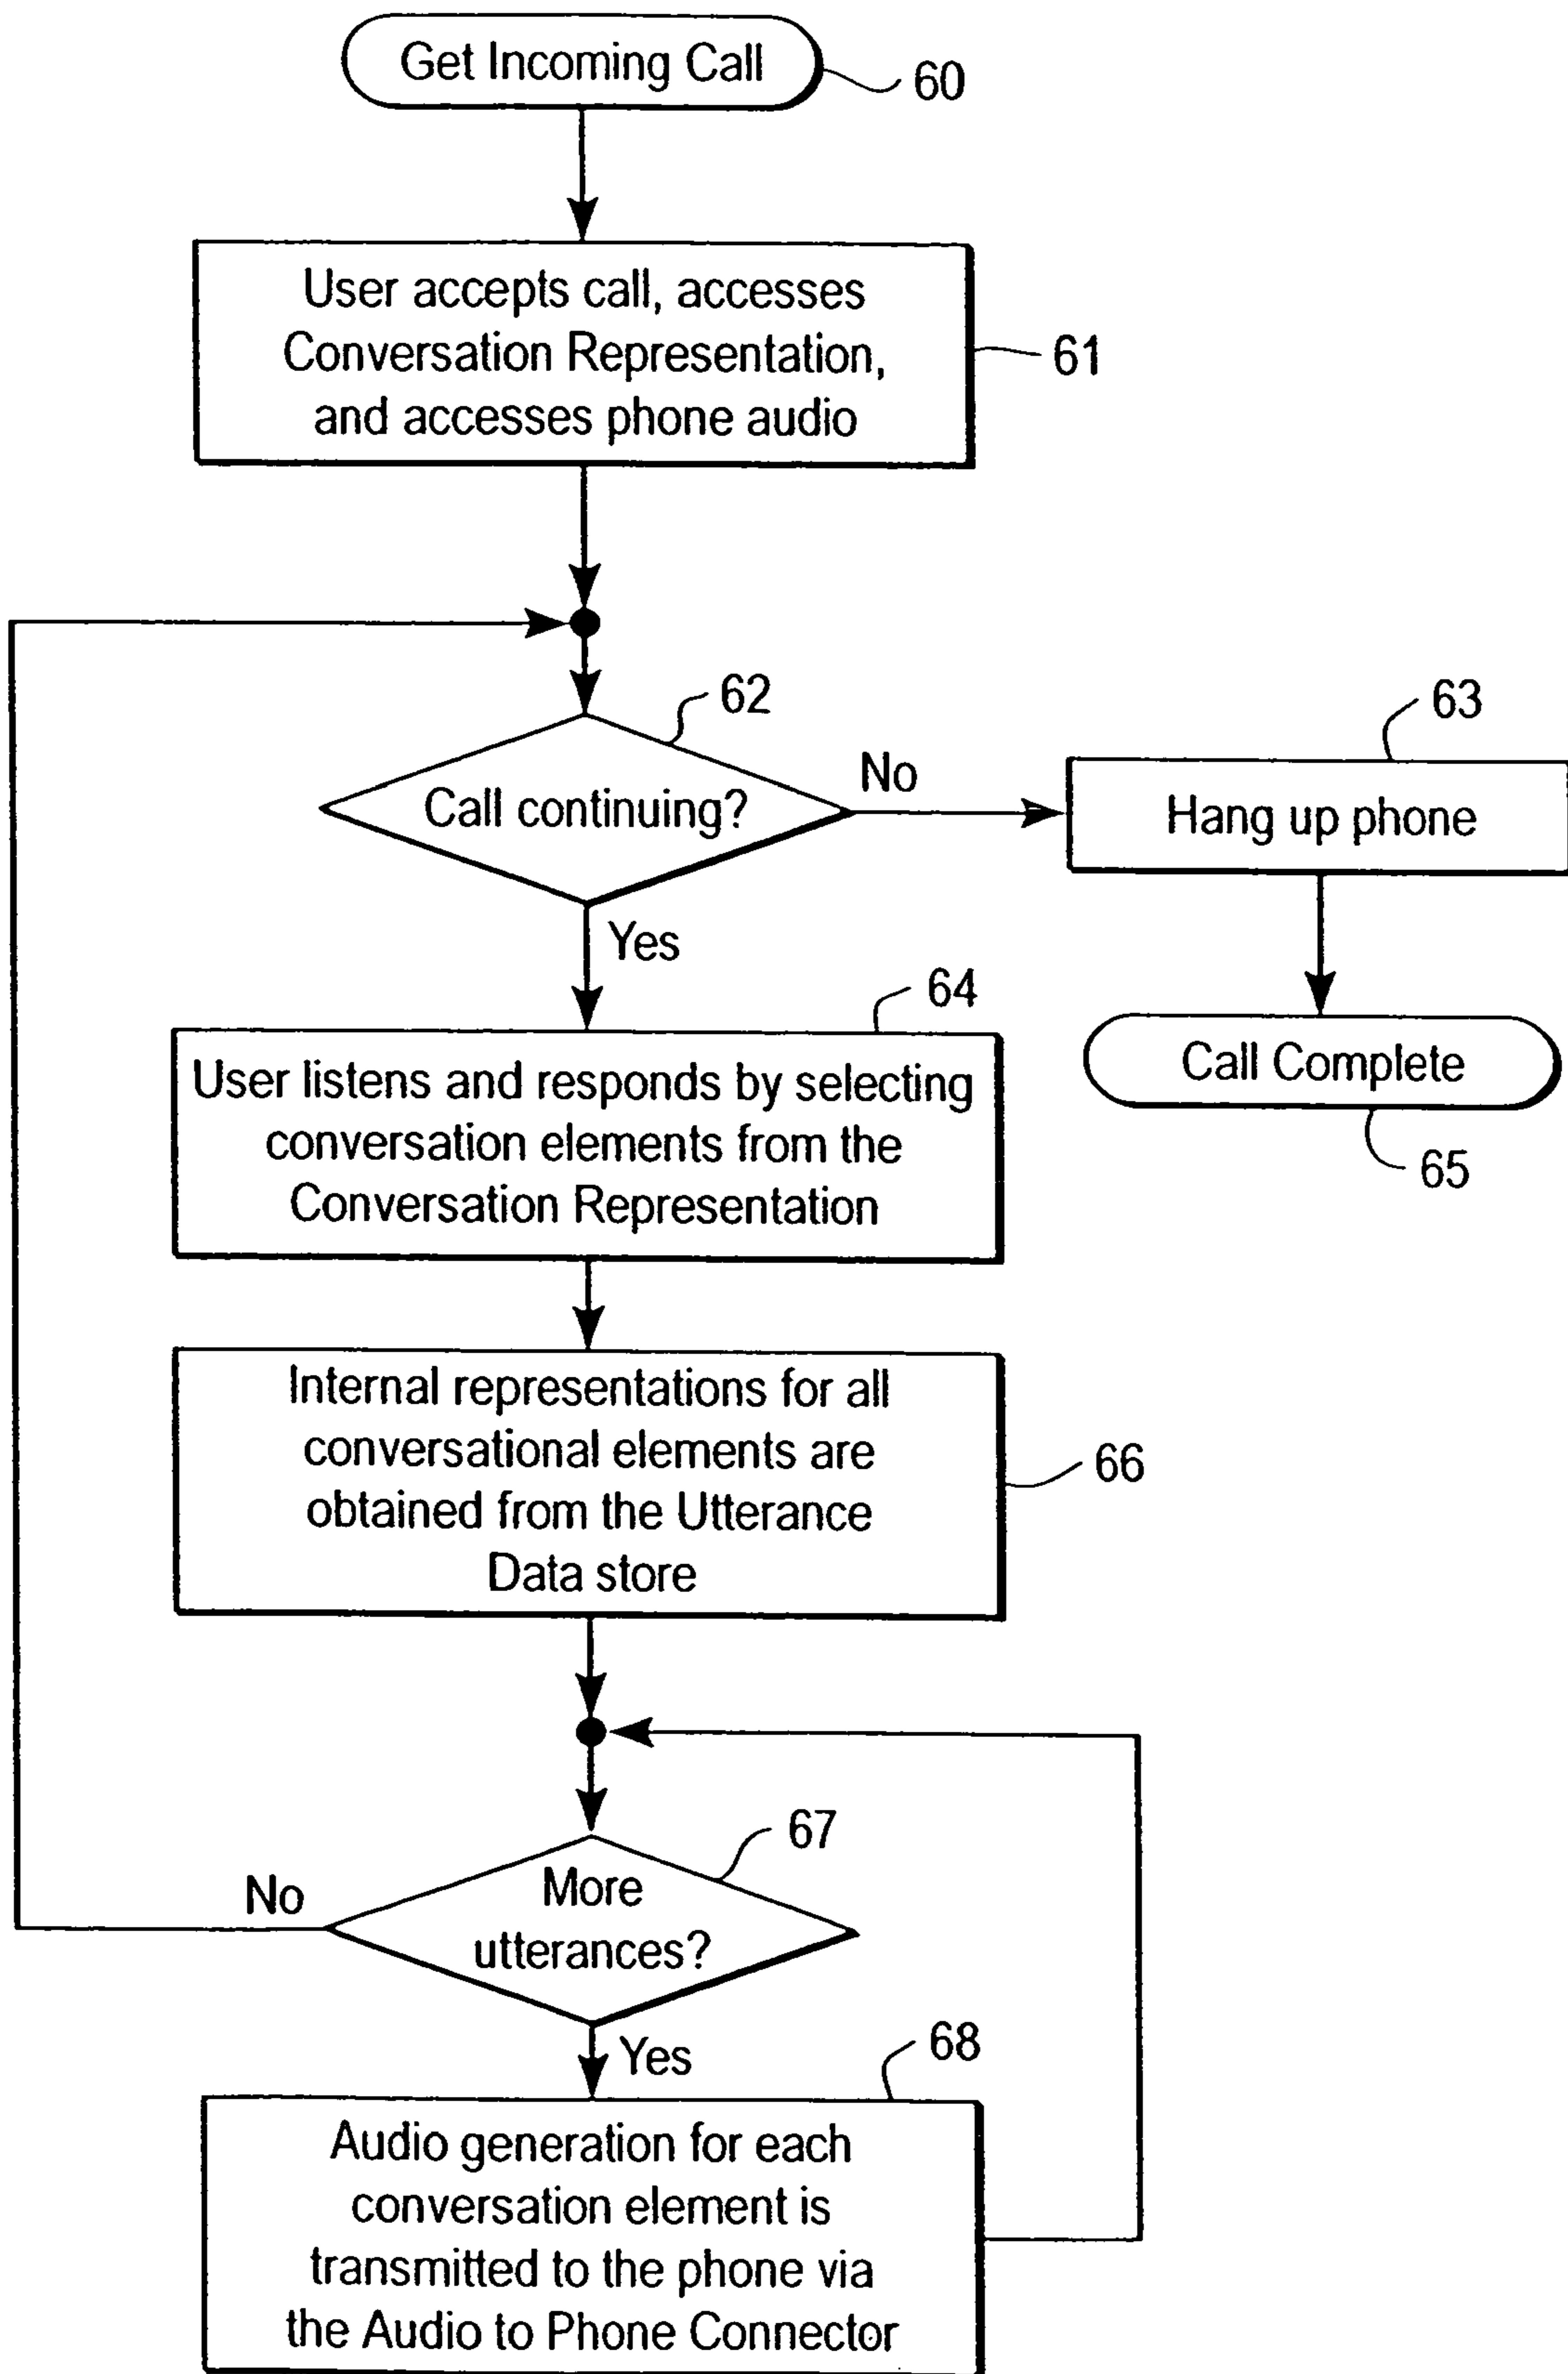 Get Incoming Call
60
User accepts call, accesses
Conversation Representation,
and accesses phone audio
61
62
Call continuing?
No
63
Hang up phone
Yes
Call Complete
65
64
User listens and responds by selecting
conversation elements from the
Conversation Representation
Internal representations for all
conversational elements are
obtained from the Utterance
Data store
66
67
More
utterances?
No
Yes
68
Audio generation for each
conversation element is
transmitted to the phone via
the Audio to Phone Connector